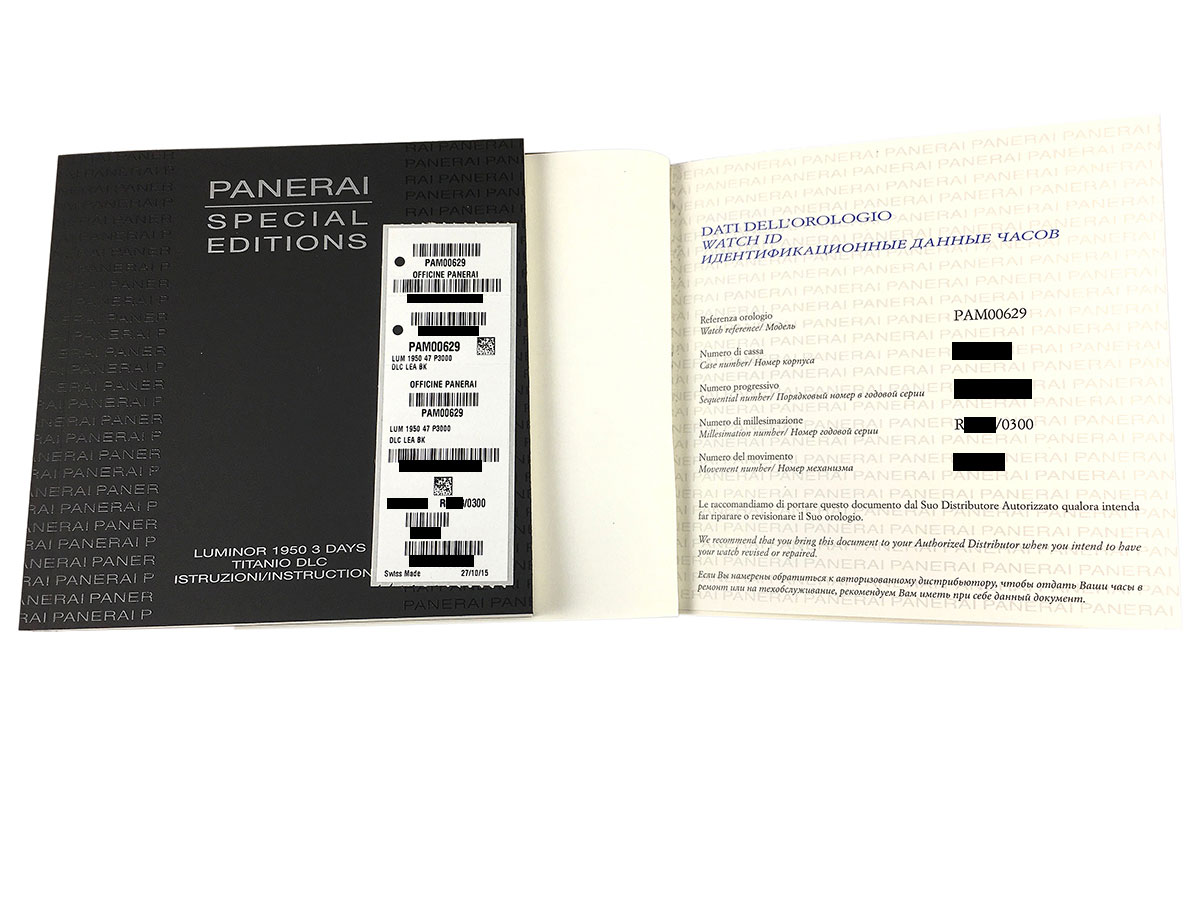 PANERAI
SPECIAL
EDITIONS
PAM00629
OFFICINE PANERAI
PAM00629
LUM 1950 47 P3000
DLC LEA BK
OFFICINE PANERAI
PAM00629
LUM 1950 47 P3000
DLC LEA BK
R /0300
Swiss Made 27/10/15
LUMINOR 1950 3 DAYS
TITANIO DLC
ISTRUZIONI/INSTRUCTION
DATI DELL'OROLOGIO
WATCH ID
ИДЕНТИФИКАЦИОННЫЕ ДАННЫЕ ЧАСОВ
Referenza orologio PAM00629
Watch reference/ Модель
Numero di cassa
Case number/ Номер корпуса
Numero progressivo
Sequential number/ Порядковый номер в годовой серии
Numero di millesimazione R /0300
Millesimation number/ Номер годовой серии
Numero del movimento
Movement number/ Номер механизма
Le raccomandiamo di portare questo documento dal Suo Distributore Autorizzato qualora intenda
far riparare o revisionare il Suo orologio.
We recommend that you bring this document to your Authorized Distributor when you intend to have
your watch revised or repaired.
Если Вы намерены обратиться к авторизованному дистрибьютору, чтобы отдать Ваши часы в
ремонт или на техобслуживание, рекомендуем Вам иметь при себе данный документ.